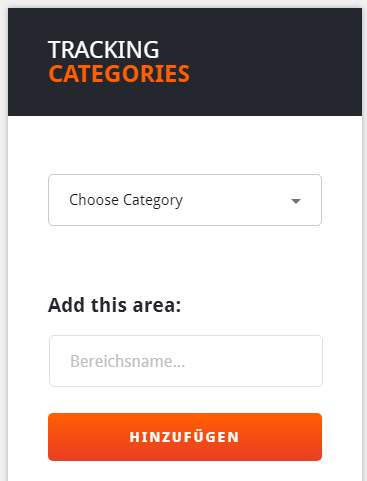 TRACKING
CATEGORIES
Choose Category
Add this area:
Bereichsname...
HINZUFÜGEN